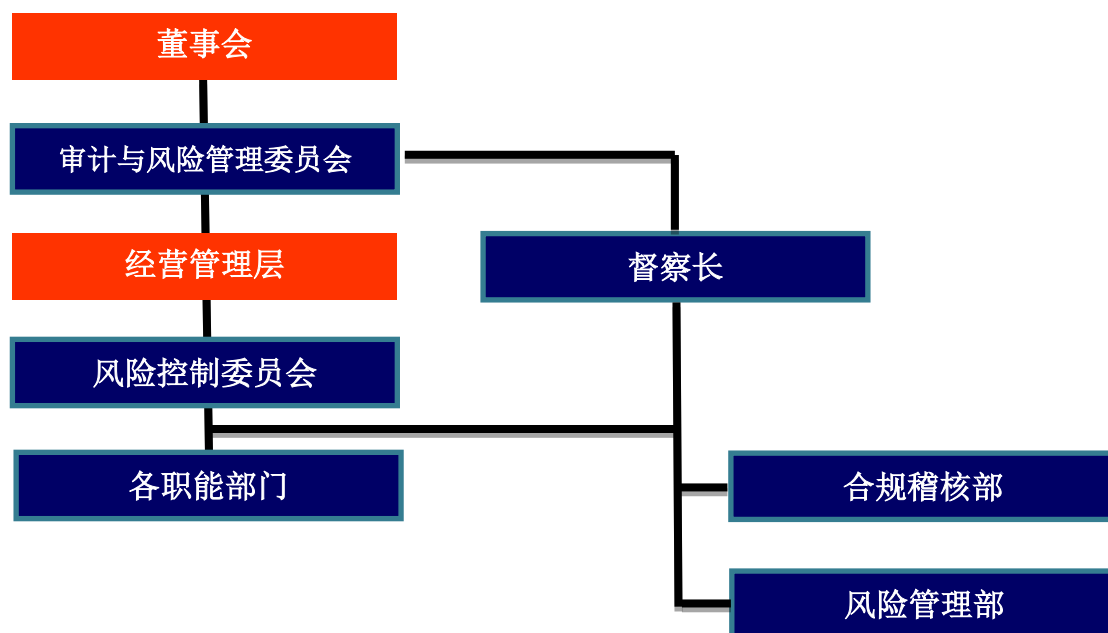 董事会
审计与风险管理委员会
经营管理层
督察长
风险控制委员会
各职能部门
合规稽核部
风险管理部